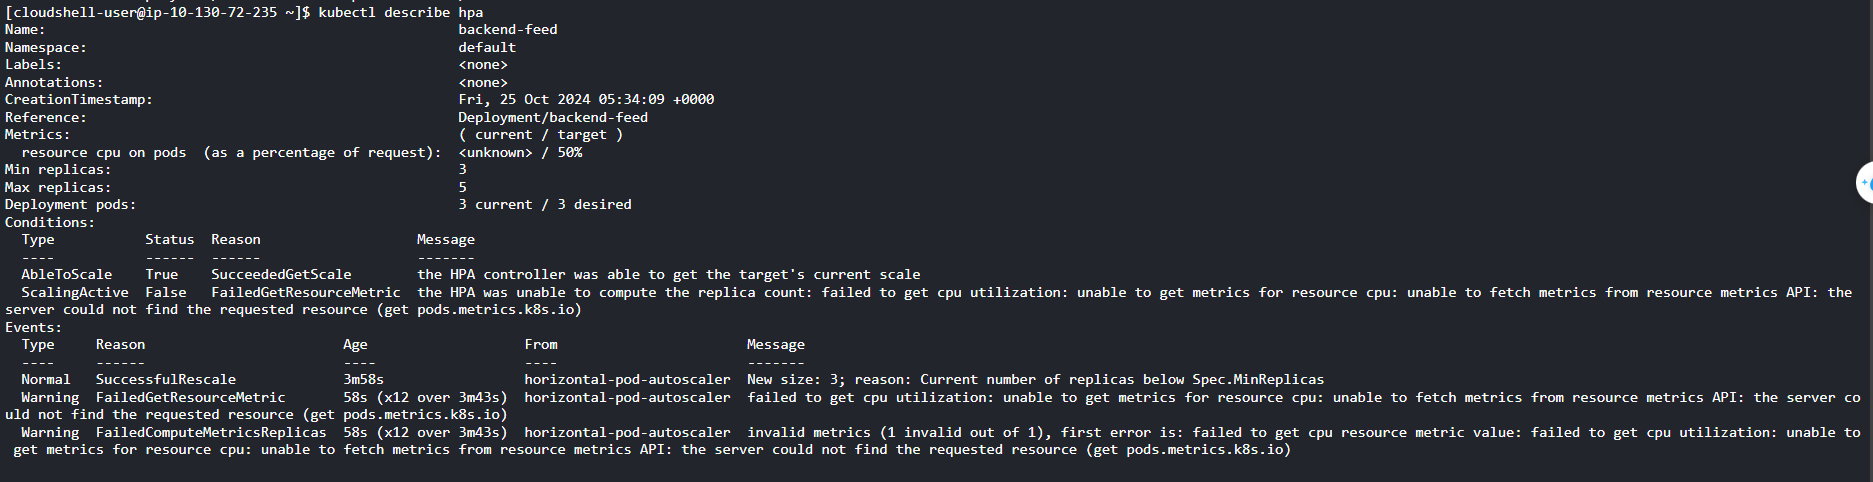 [cloudshell-user@ip-10-130-72-235 ~]$ kubectl describe hpa
Name:                                                  backend-feed
Namespace:                                             default
Labels:                                                <none>
Annotations:                                           <none>
CreationTimestamp:                                     Fri, 25 Oct 2024 05:34:09 +0000
Reference:                                             Deployment/backend-feed
Metrics:                                               ( current / target )
  resource cpu on pods  (as a percentage of request):  <unknown> / 50%
Min replicas:                                          3
Max replicas:                                          5
Deployment pods:                                       3 current / 3 desired
Conditions:
  Type           Status  Reason                   Message
  ----           ------  ------                   -------
  AbleToScale    True    SucceededGetScale        the HPA controller was able to get the target's current scale
  ScalingActive  False   FailedGetResourceMetric  the HPA was unable to compute the replica count: failed to get cpu utilization: unable to get metrics for resource cpu: unable to fetch metrics from resource metrics API: the
server could not find the requested resource (get pods.metrics.k8s.io)
Events:
  Type     Reason                        Age                   From                       Message
  ----     ------                        ----                  ----                       -------
  Normal   SuccessfulRescale             3m58s                 horizontal-pod-autoscaler  New size: 3; reason: Current number of replicas below Spec.MinReplicas
  Warning  FailedGetResourceMetric       58s (x12 over 3m43s)  horizontal-pod-autoscaler  failed to get cpu utilization: unable to get metrics for resource cpu: unable to fetch metrics from resource metrics API: the server co
uld not find the requested resource (get pods.metrics.k8s.io)
  Warning  FailedComputeMetricsReplicas  58s (x12 over 3m43s)  horizontal-pod-autoscaler  invalid metrics (1 invalid out of 1), first error is: failed to get cpu resource metric value: failed to get cpu utilization: unable to
 get metrics for resource cpu: unable to fetch metrics from resource metrics API: the server could not find the requested resource (get pods.metrics.k8s.io)